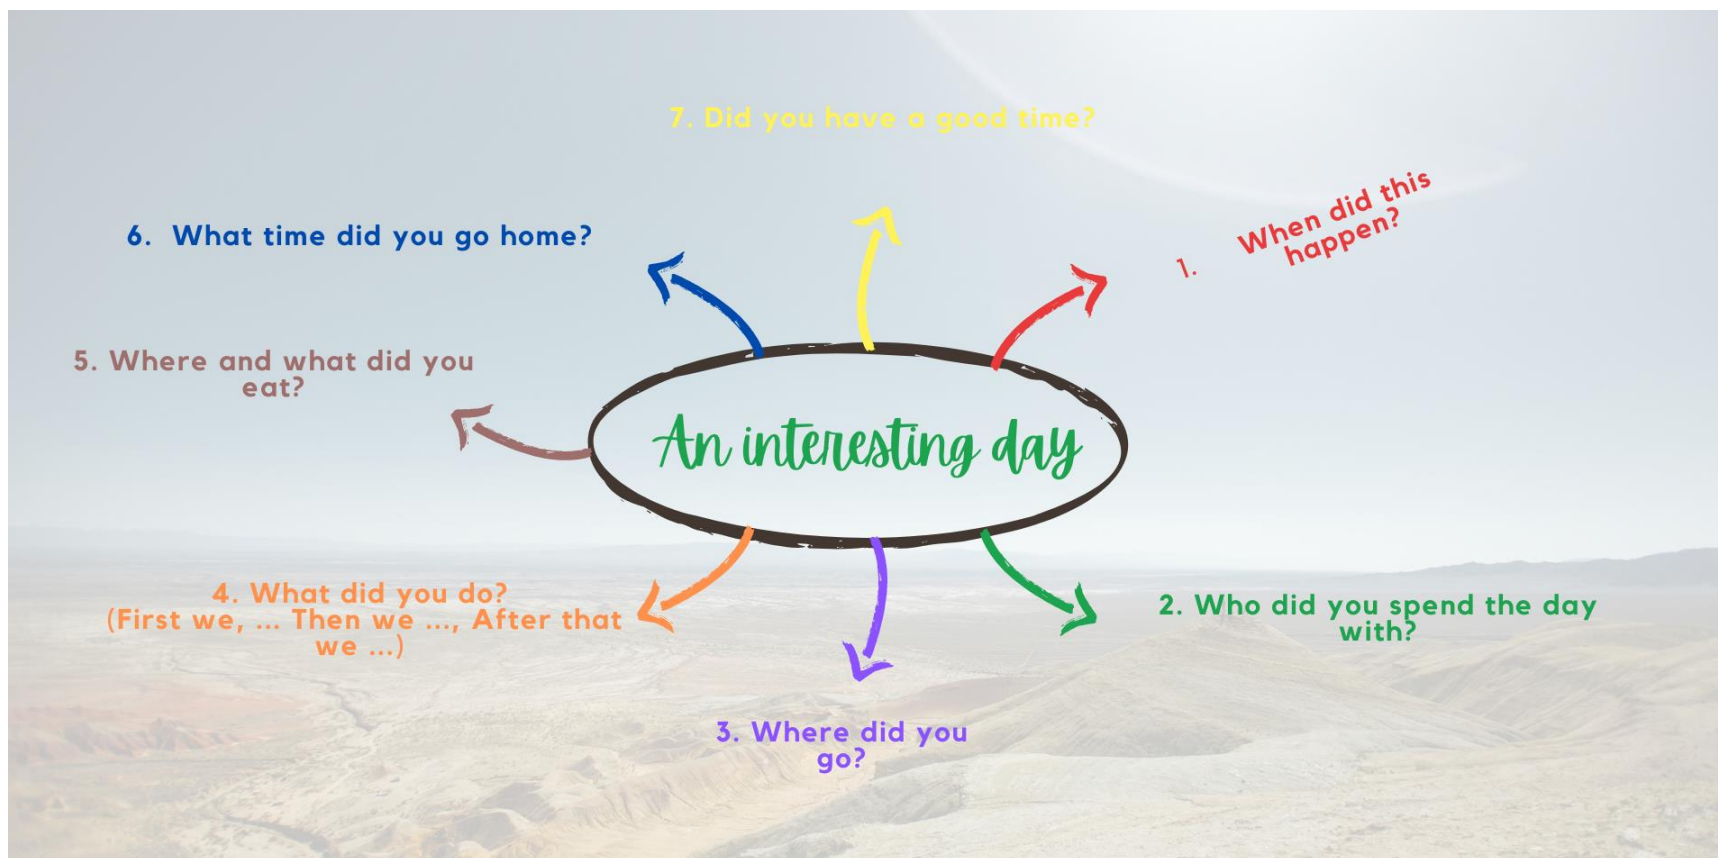 7. Did you have a good time?
1. When did this
happen?
6. What time did you go home?
5. Where and what did you
eat?
An interesting day
4. What did you do?
(First we, ... Then we ..., After that
we ...)
2. Who did you spend the day
with?
3. Where did you
go?